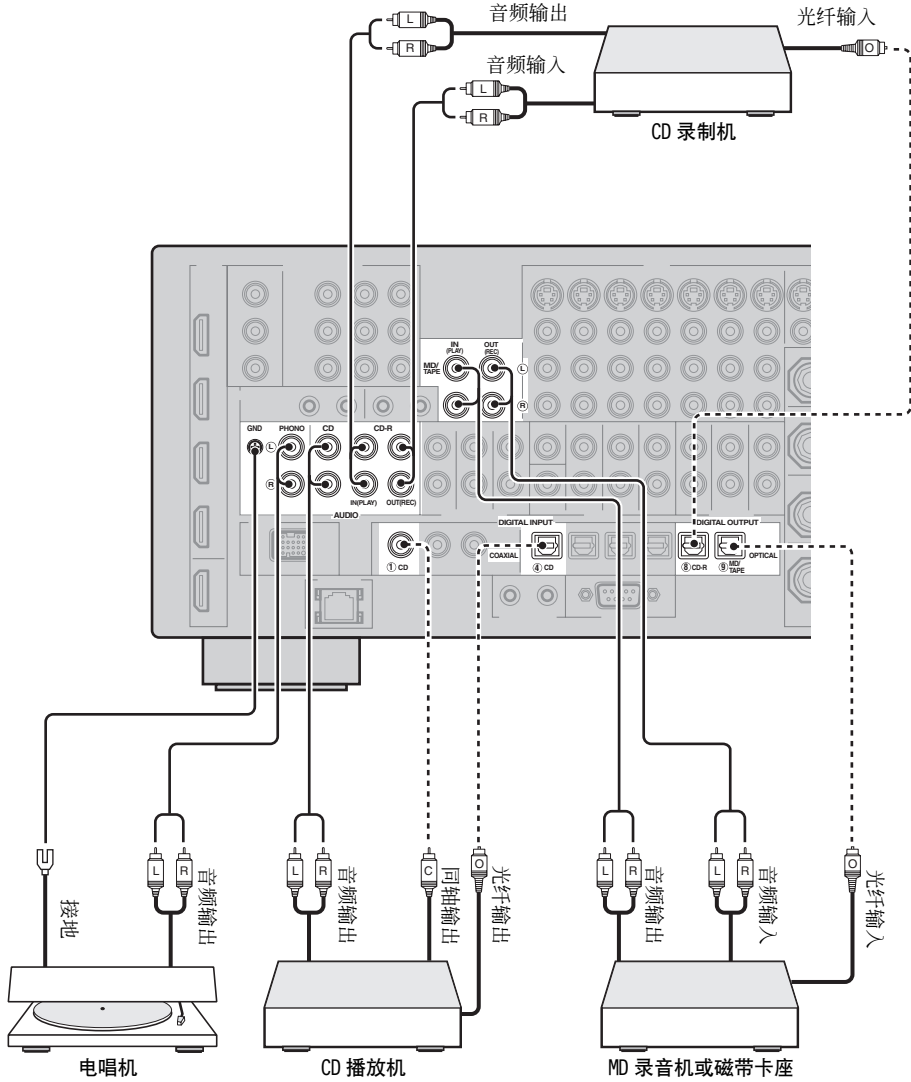 音频输出
光纤输入
L
R
O
音频输入
L
R
CD 录制机
IN
(PLAY)
OUT
(REC)
MD/
TAPE
L
R
GND
PHONO
CD
CD-R
L
R
IN(PLAY)
OUT(REC)
AUDIO
DIGITAL INPUT
DIGITAL OUTPUT
COAXIAL
OPTICAL
① CD
④ CD
⑧ CD-R
⑨ MD/
TAPE
接地
L
R
音频输出
L
R
音频输出
C
同轴输出
O
光纤输出
L
R
音频输出
L
R
音频输入
O
光纤输入
电唱机
CD 播放机
MD 录音机或磁带卡座